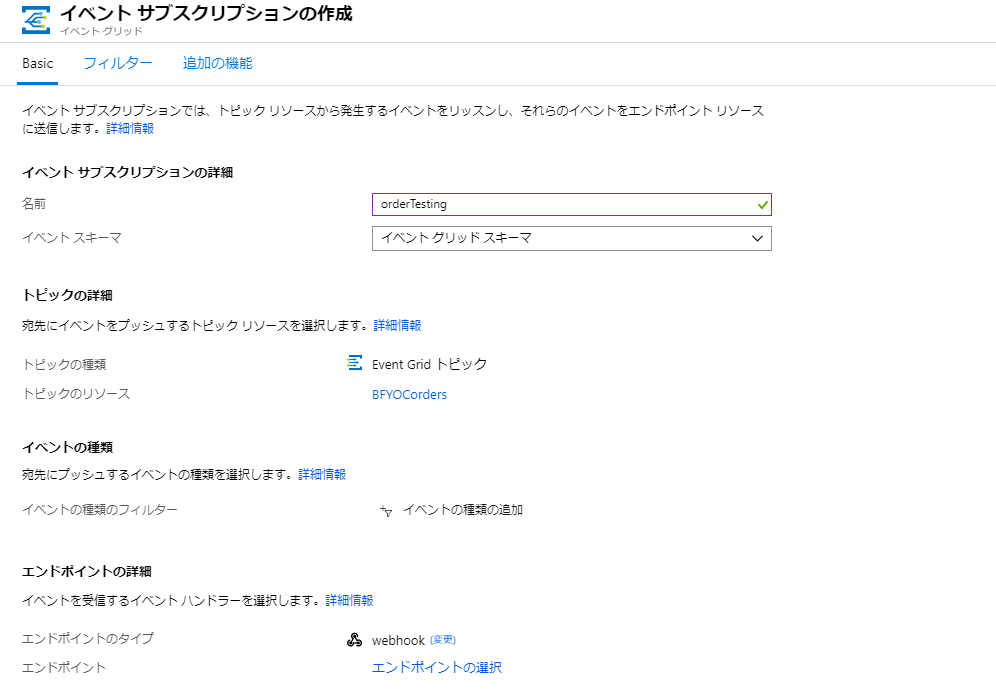 イベント サブスクリプションの作成
イベント グリッド
Basic フィルター 追加の機能
イベント サブスクリプションでは、トピック リソースから発生するイベントをリッスンし、それらのイベントをエンドポイント リソース
に送信します。詳細情報
イベント サブスクリプションの詳細
名前 orderTesting
イベント スキーマ イベント グリッド スキーマ
トピックの詳細
宛先にイベントをプッシュするトピック リソースを選択します。詳細情報
トピックの種類 Event Grid トピック
トピックのリソース BFYOCorders
イベントの種類
宛先にプッシュするイベントの種類を選択します。詳細情報
イベントの種類のフィルター イベントの種類の追加
エンドポイントの詳細
イベントを受信するイベント ハンドラーを選択します。詳細情報
エンドポイントのタイプ webhook (変更)
エンドポイント エンドポイントの選択